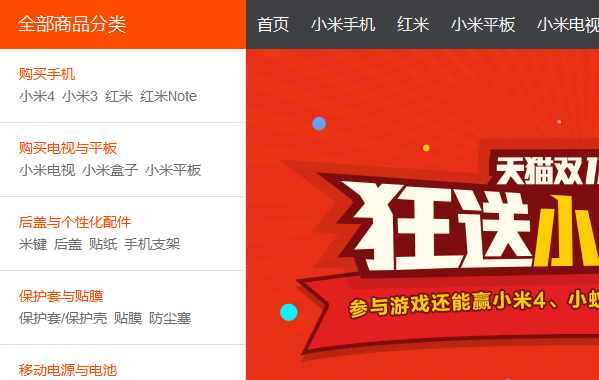 全部商品分类
首页 小米手机 红米 小米平板 小米电视
购买手机
小米4 小米3 红米 红米Note
购买电视与平板
小米电视 小米盒子 小米平板
后盖与个性化配件
米键 后盖 贴纸 手机支架
保护套与贴膜
保护套/保护壳 贴膜 防尘塞
移动电源与电池
天猫双1
狂送小
参与游戏还能赢小米4、小蚁